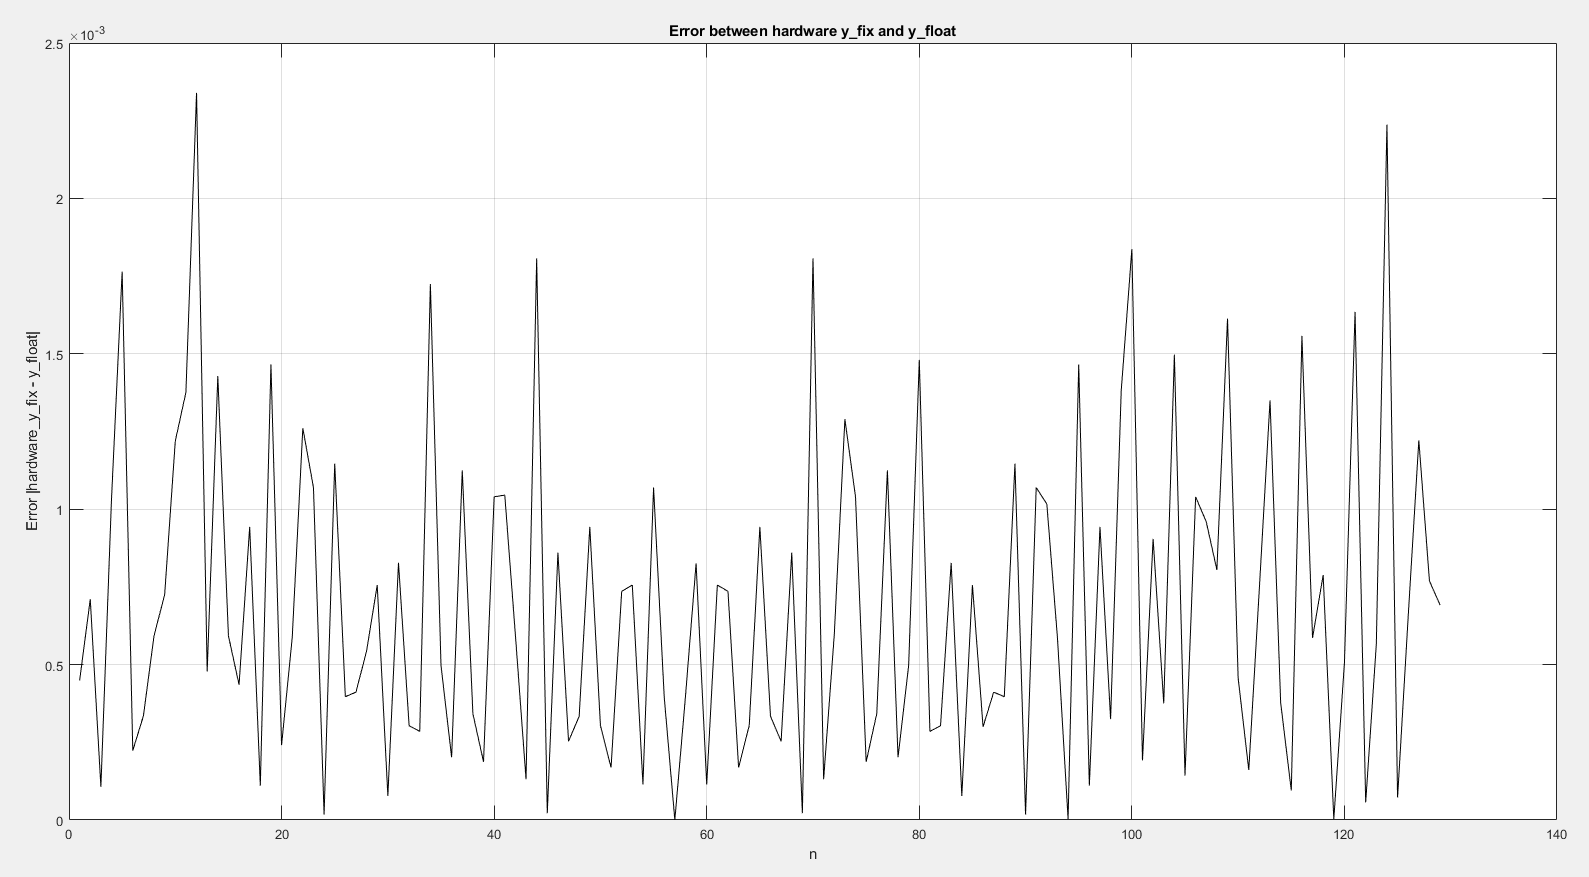 Error between hardware y_fix and y_float
×10-3
2.5
2
1.5
1
0.5
0
Error |hardware_y_fix - y_float|
0 20 40 60 80 100 120 140
n